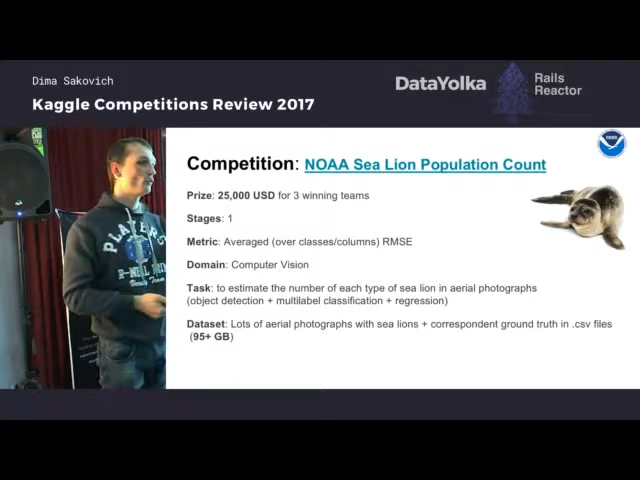 Dima Sakovich
Kaggle Competitions Review 2017
DataYolka
Rails
Reactor
Competition: NOAA Sea Lion Population Count
Prize: 25,000 USD for 3 winning teams
Stages: 1
Metric: Averaged (over classes/columns) RMSE
Domain: Computer Vision
Task: to estimate the number of each type of sea lion in aerial photographs
(object detection + multilabel classification + regression)
Dataset: Lots of aerial photographs with sea lions + correspondent ground truth in .csv files
(95+ GB)
PLAYERS